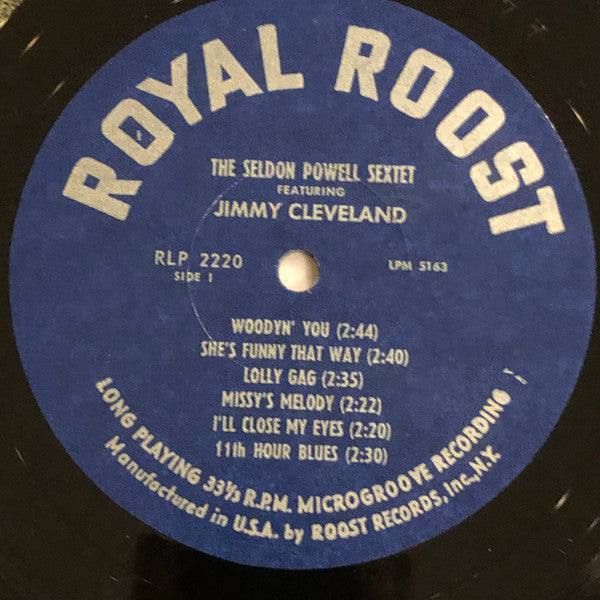 ROYAL ROOST
THE SELDON POWELL SEXTET
FEATURING
JIMMY CLEVELAND
RLP 2220
SIDE 1
LPM 5163
WOODYN' YOU (2:44)
SHE'S FUNNY THAT WAY (2:40)
LOLLY GAG (2:35)
MISSY'S MELODY (2:22)
I'LL CLOSE MY EYES (2:20)
11th HOUR BLUES (2:30)
LONG PLAYING 33⅓ R.P.M. MICROGROOVE RECORDING
Manufactured in U.S.A. by ROOST RECORDS, Inc., N.Y.